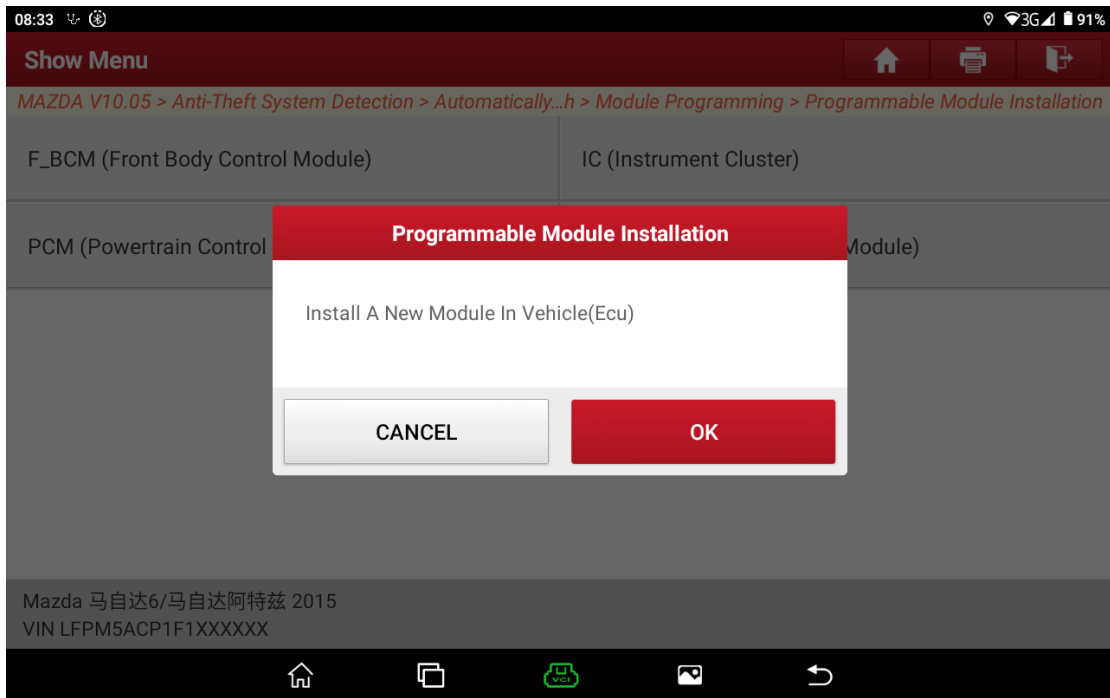 08:33 3G 91%
Show Menu
MAZDA V10.05 > Anti-Theft System Detection > Automatically...h > Module Programming > Programmable Module Installation
F_BCM (Front Body Control Module)
IC (Instrument Cluster)
PCM (Powertrain Control
Module)
Programmable Module Installation
Install A New Module In Vehicle(Ecu)
CANCEL
OK
Mazda 马自达6/马自达阿特兹 2015
VIN LFPM5ACP1F1XXXXXX
VCI